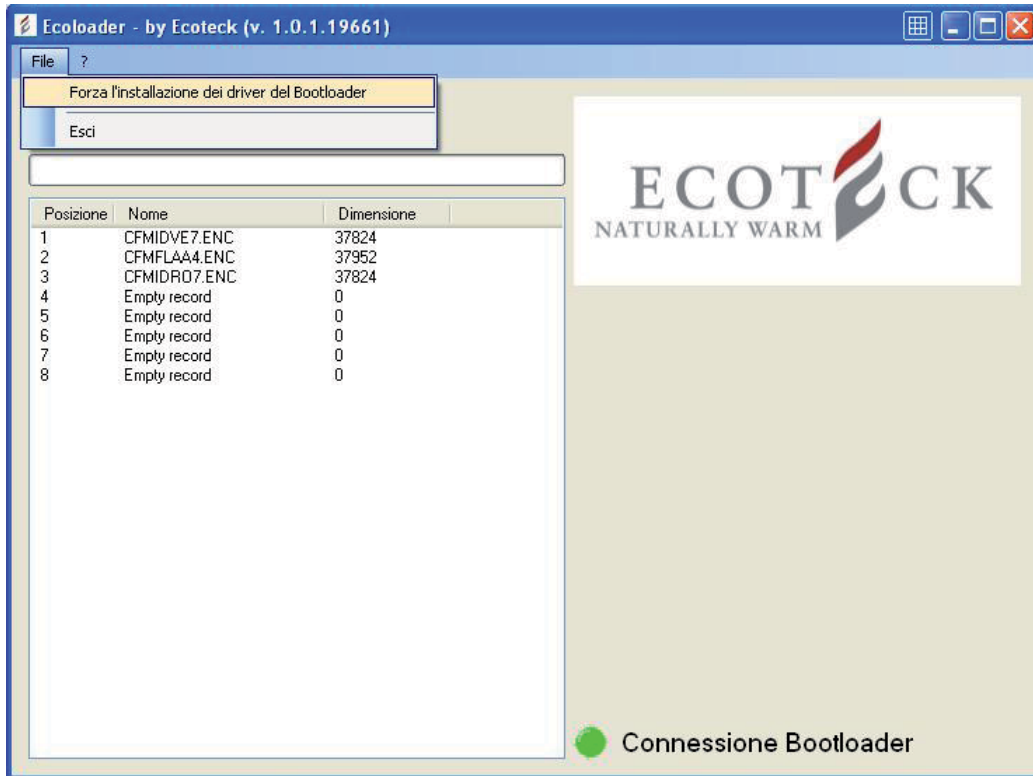 Ecoloader - by Ecoteck (v. 1.0.1.19661)
File ?
Forza l'installazione dei driver del Bootloader
Esci
ECOTECK
NATURALLY WARM
Posizione Nome Dimensione
1 CFMIDVE7.ENC 37824
2 CFMFLAA4.ENC 37952
3 CFMIDRO7.ENC 37824
4 Empty record 0
5 Empty record 0
6 Empty record 0
7 Empty record 0
8 Empty record 0
Connessione Bootloader